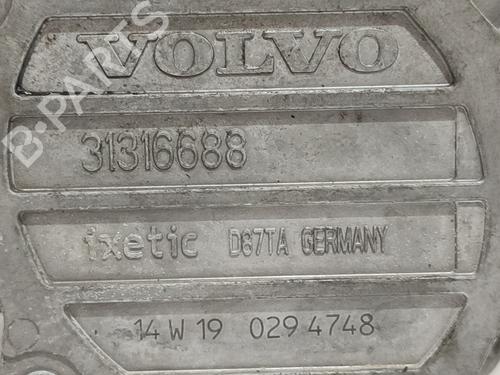 VOLVO
31316688
ixetic D87TA GERMANY
14 W 19 029 4748
B-PARTS